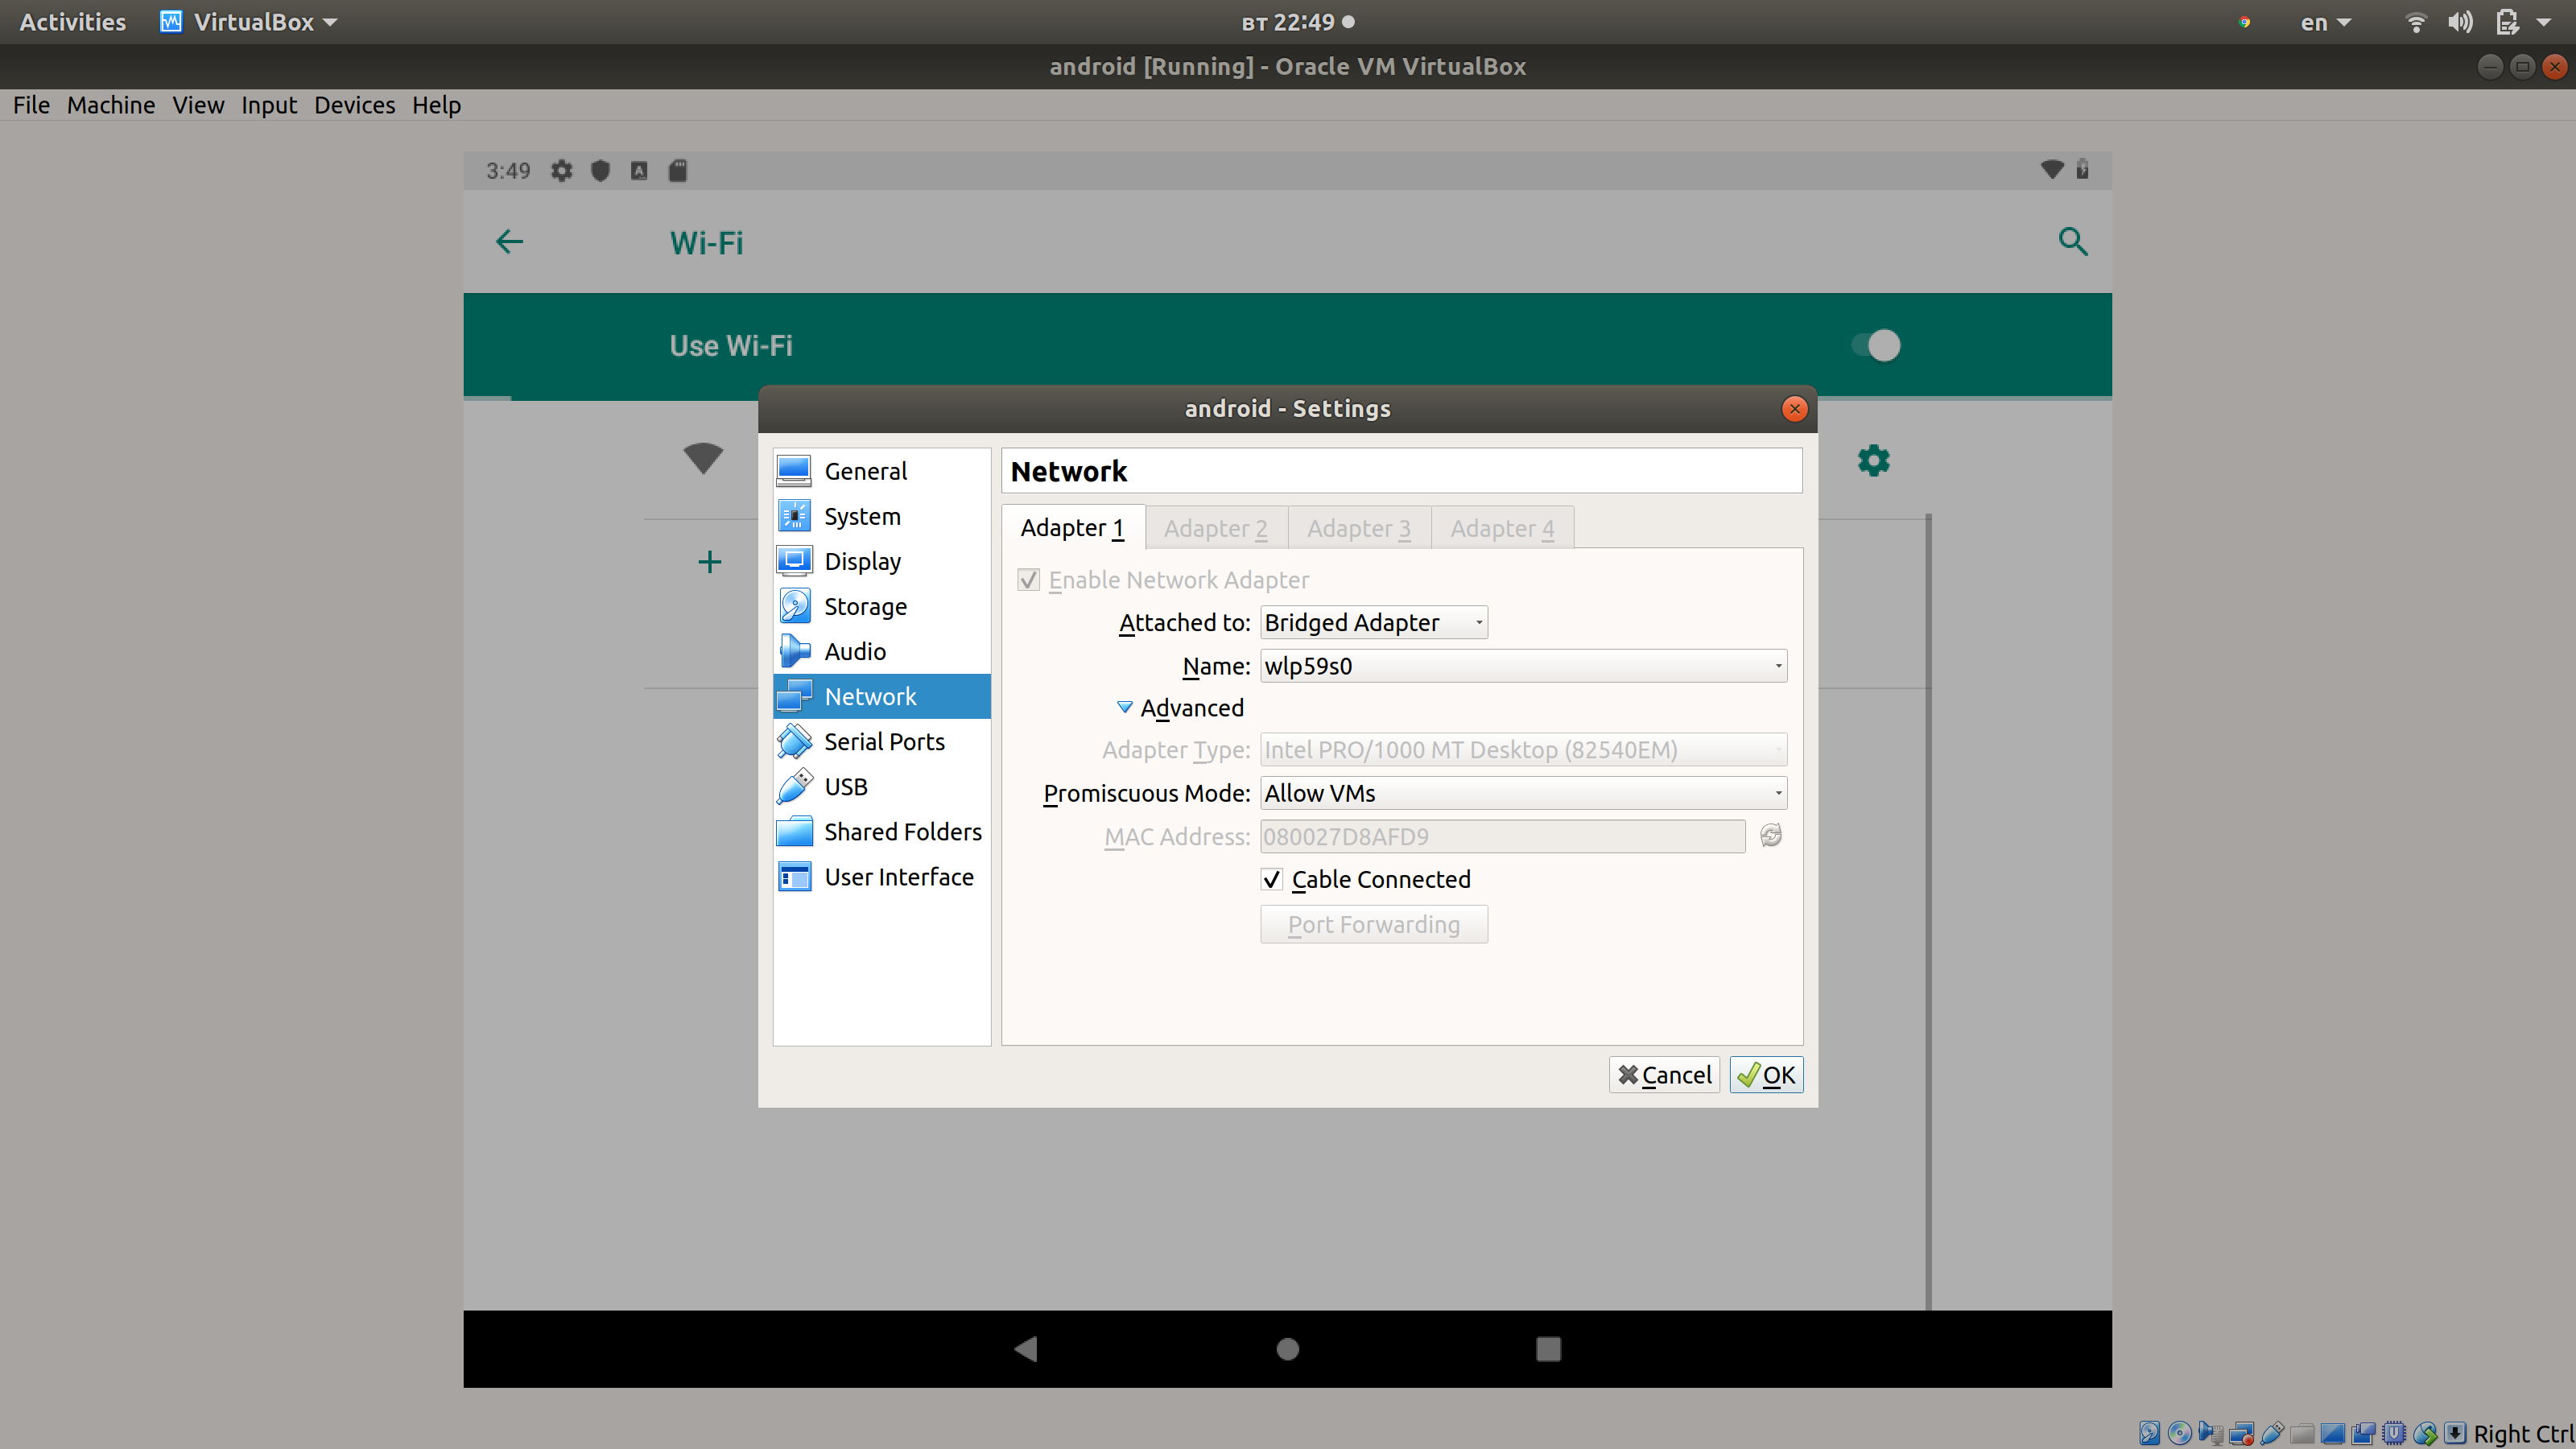 Activities VirtualBox вт 22:49 en
android [Running] - Oracle VM VirtualBox
File Machine View Input Devices Help
3:49
Wi-Fi
Use Wi-Fi
android - Settings
General
System
Display
Storage
Audio
Network
Serial Ports
USB
Shared Folders
User Interface
Network
Adapter 1 Adapter 2 Adapter 3 Adapter 4
Enable Network Adapter
Attached to: Bridged Adapter
Name: wlp59s0
Advanced
Adapter Type: Intel PRO/1000 MT Desktop (82540EM)
Promiscuous Mode: Allow VMs
MAC Address: 080027D8AFD9
Cable Connected
Port Forwarding
Cancel OK
Right Ctrl